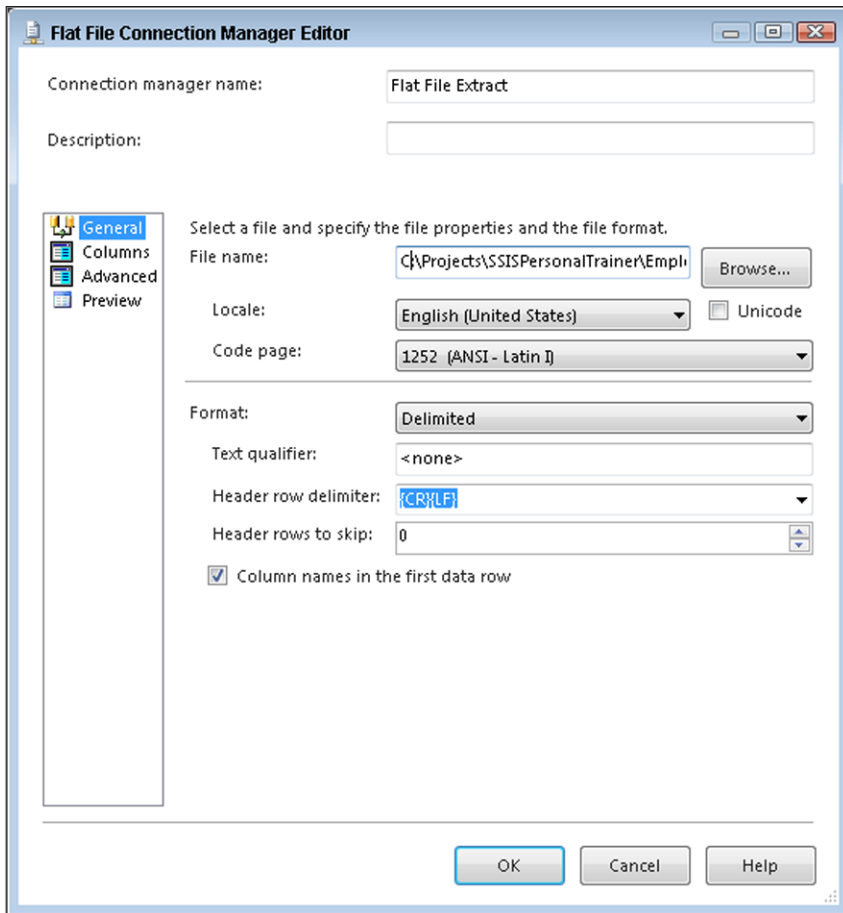 Flat File Connection Manager Editor
Connection manager name: Flat File Extract
Description:
General
Columns
Advanced
Preview
Select a file and specify the file properties and the file format.
File name: C:\Projects\SSISPersonalTrainer\Empl Browse...
Locale: English (United States) Unicode
Code page: 1252 (ANSI - Latin I)
Format: Delimited
Text qualifier: <none>
Header row delimiter: {CR}{LF}
Header rows to skip: 0
Column names in the first data row
OK Cancel Help